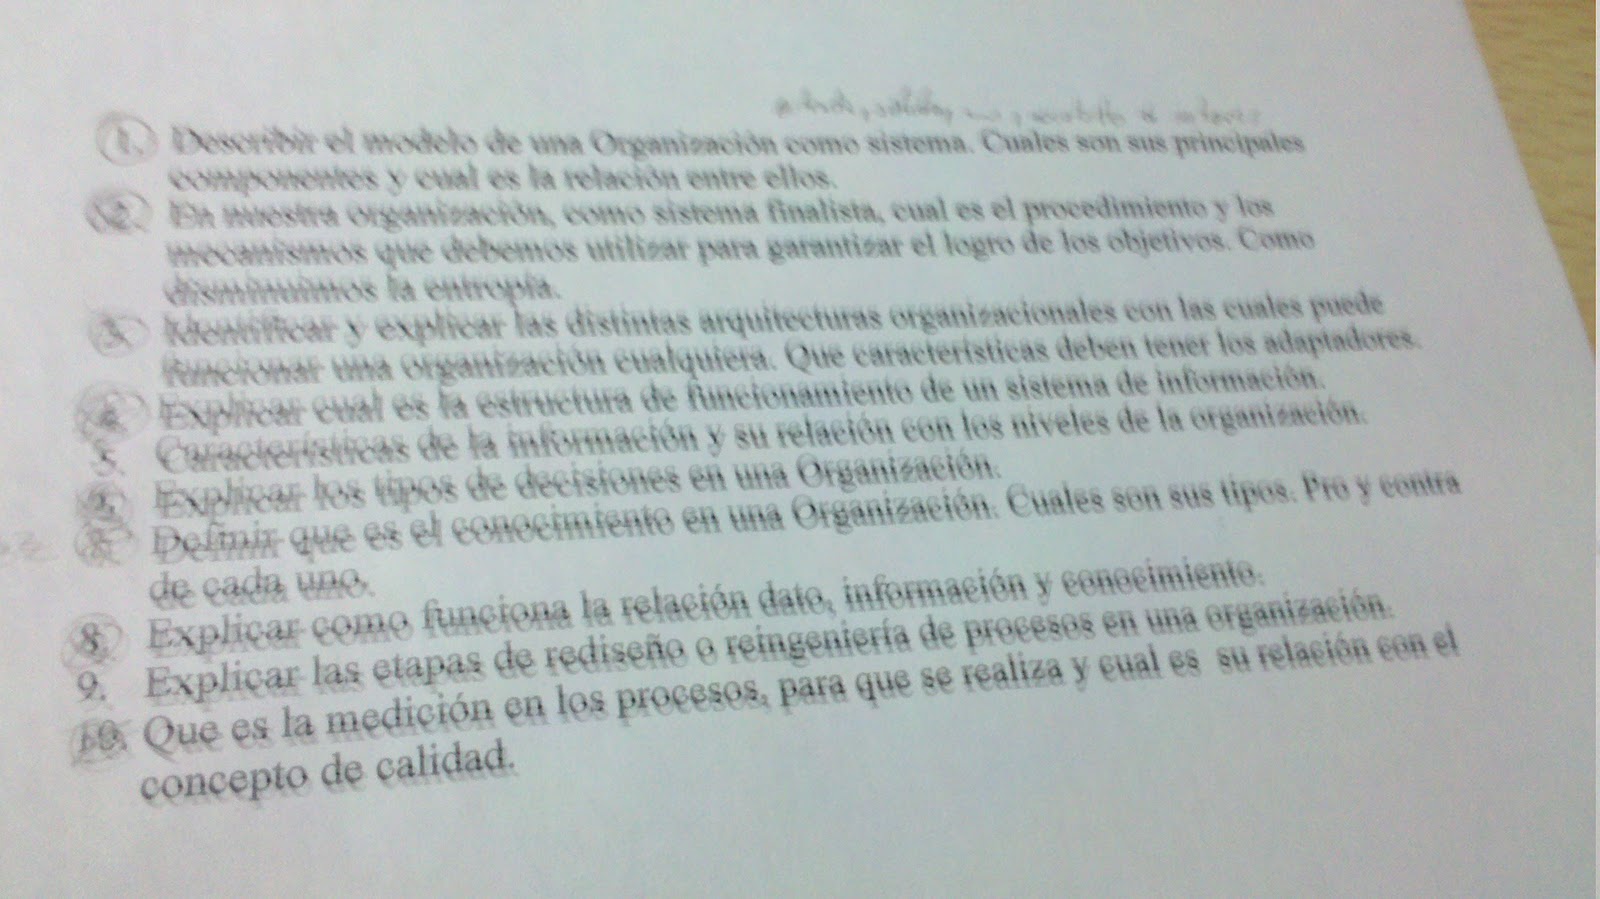 1. Describir el modelo de una Organización como sistema. Cuales son sus principales
componentes y cual es la relación entre ellos.
2. En nuestra organización, como sistema finalista, cual es el procedimiento y los
mecanismos que debemos utilizar para garantizar el logro de los objetivos. Como
disminuimos la entropía.
3. Identificar y explicar las distintas arquitecturas organizacionales con las cuales puede
funcionar una organización cualquiera. Que características deben tener los adaptadores.
4. Explicar cual es la estructura de funcionamiento de un sistema de información.
5. Características de la información y su relación con los niveles de la organización.
Explicar los tipos de decisiones en una Organización.
Definir que es el conocimiento en una Organización. Cuales son sus tipos. Pro y contra
de cada uno.
8. Explicar como funciona la relación dato, información y conocimiento.
9. Explicar las etapas de rediseño o reingeniería de procesos en una organización.
10. Que es la medición en los procesos, para que se realiza y cual es su relación con el
concepto de calidad.